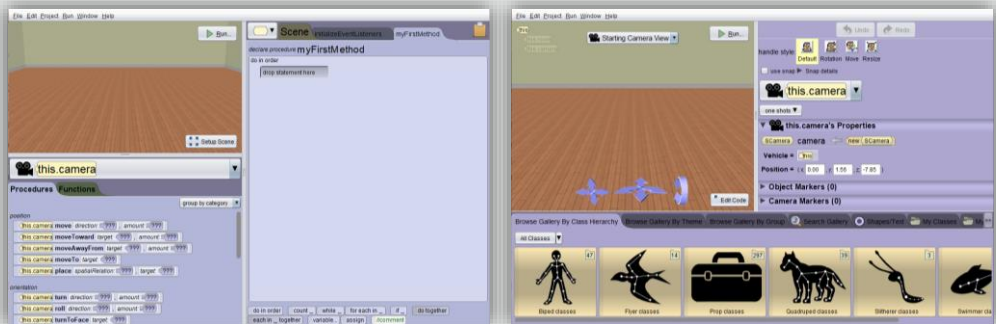 File Edit Project Run Window Help
Run...
Setup Scene
this.camera
Procedures Functions
group by category
position
this.camera move direction: ??? , amount: ???
this.camera moveToward target: ??? , amount: ???
this.camera moveAwayFrom target: ??? , amount: ???
this.camera moveTo target: ???
this.camera place spatialRelation: ??? , target: ???
orientation
this.camera turn direction: ??? , amount: ???
this.camera roll direction: ??? , amount: ???
this.camera turnToFace target: ???
Scene initializeEventListeners myFirstMethod
declare procedure myFirstMethod
do in order
drop statement here
do in order count _ while _ for each in _ if _ do together
each in _ together variable... assign //comment
File Edit Project Run Window Help
this
Starting Camera View
Run...
Edit Code
Undo Redo
handle style:
Default Rotation Move Resize
use snap Snap details
this.camera
one shots
this.camera's Properties
SCamera camera new SCamera
Vehicle = this
Position = (x: 0.00 , y: 1.56 , z: -7.85 )
Object Markers (0)
Camera Markers (0)
Browse Gallery By Class Hierarchy Browse Gallery By Theme Browse Gallery By Group Search Gallery Shapes/Text My Classes
All Classes
47 14 297 39 3
Biped classes Flyer classes Prop classes Quadruped classes Slitherer classes Swimmer cla